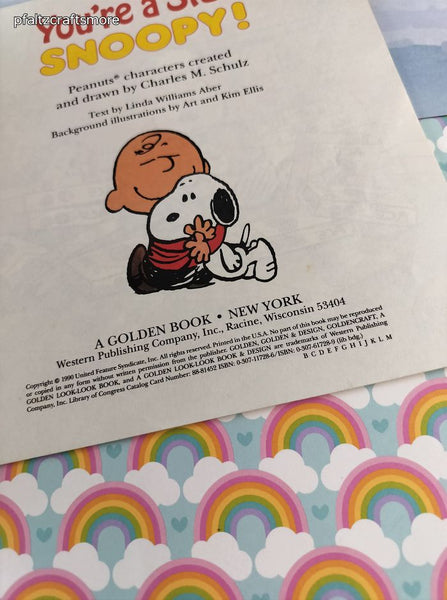 pfaltzcraftsmore
You're a
SNOOPY!
Peanuts® characters created
and drawn by Charles M. Schulz
Text by Linda Williams Aber
Background illustrations by Art and Kim Ellis
A GOLDEN BOOK • NEW YORK
Western Publishing Company, Inc., Racine, Wisconsin 53404
Copyright © 1990 United Feature Syndicate, Inc. All rights reserved. Printed in the U.S.A. No part of this book may be reproduced
or copied in any form without written permission from the publisher. GOLDEN, GOLDEN & DESIGN, GOLDENCRAFT, A
GOLDEN LOOK-LOOK BOOK, and A GOLDEN LOOK-LOOK BOOK & DESIGN are trademarks of Western Publishing
Company, Inc. Library of Congress Catalog Card Number: 88-81452 ISBN: 0-307-11728-6/ISBN: 0-307-61728-9 (lib bdg.)
B C D E F G H I J K L M